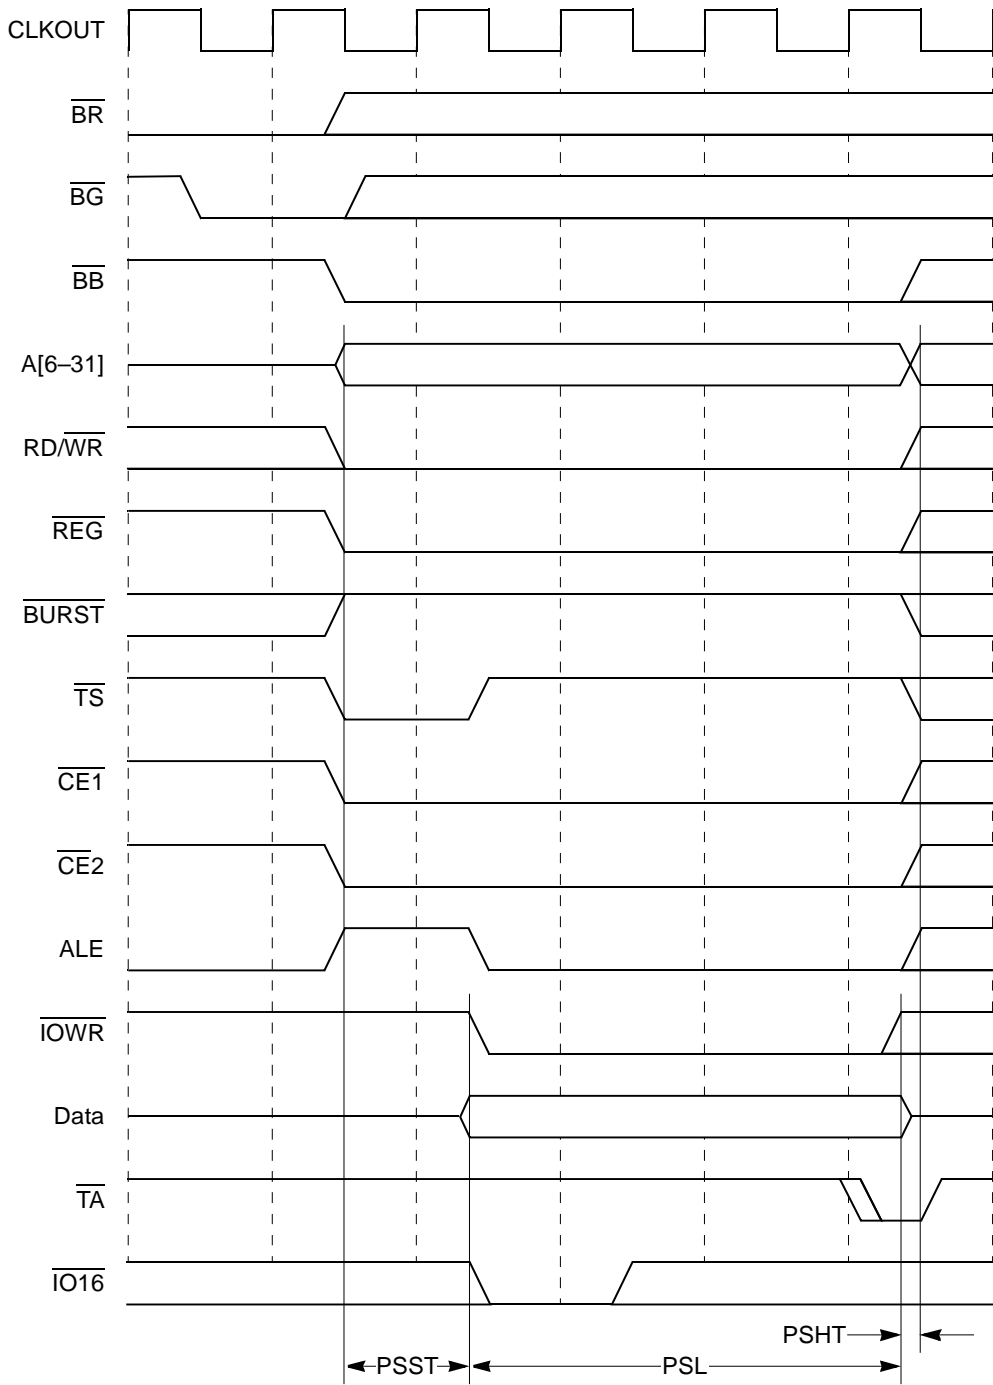 CLKOUT
BR
BG
BB
A[6–31]
RD/WR
REG
BURST
TS
CE1
CE2
ALE
IOWR
Data
TA
IO16
PSHT
PSST
PSL